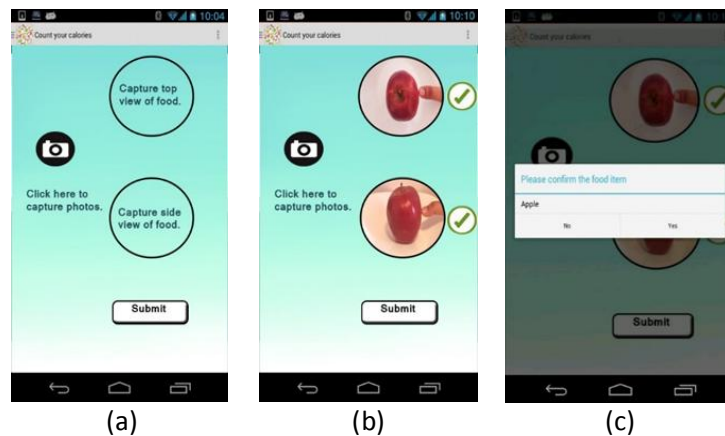 10:04
Count your calories
Capture top
view of food.
Click here to
capture photos.
Capture side
view of food.
Submit
(a)
10:10
Count your calories
Click here to
capture photos.
Submit
(b)
Count your calories
Please confirm the food item
Apple
No
Yes
Submit
(c)